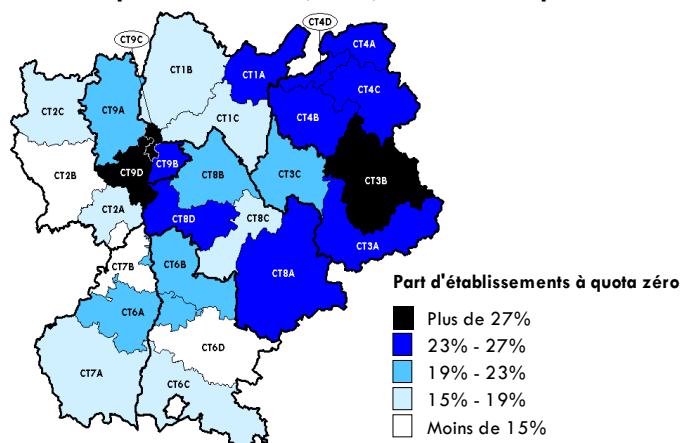 CT9C
CT4D
CT4A
CT1B
CT1A
CT2C
CT9A
CT4C
CT1C
CT4B
CT2B
CT9D
CT9B
CT8B
CT3C
CT3B
CT2A
CT8D
CT8C
CT3A
CT7B
CT6B
CT8A
CT6A
CT6D
CT7A
CT6C
Part d'établissements à quota zéro
Plus de 27%
23% - 27%
19% - 23%
15% - 19%
Moins de 15%